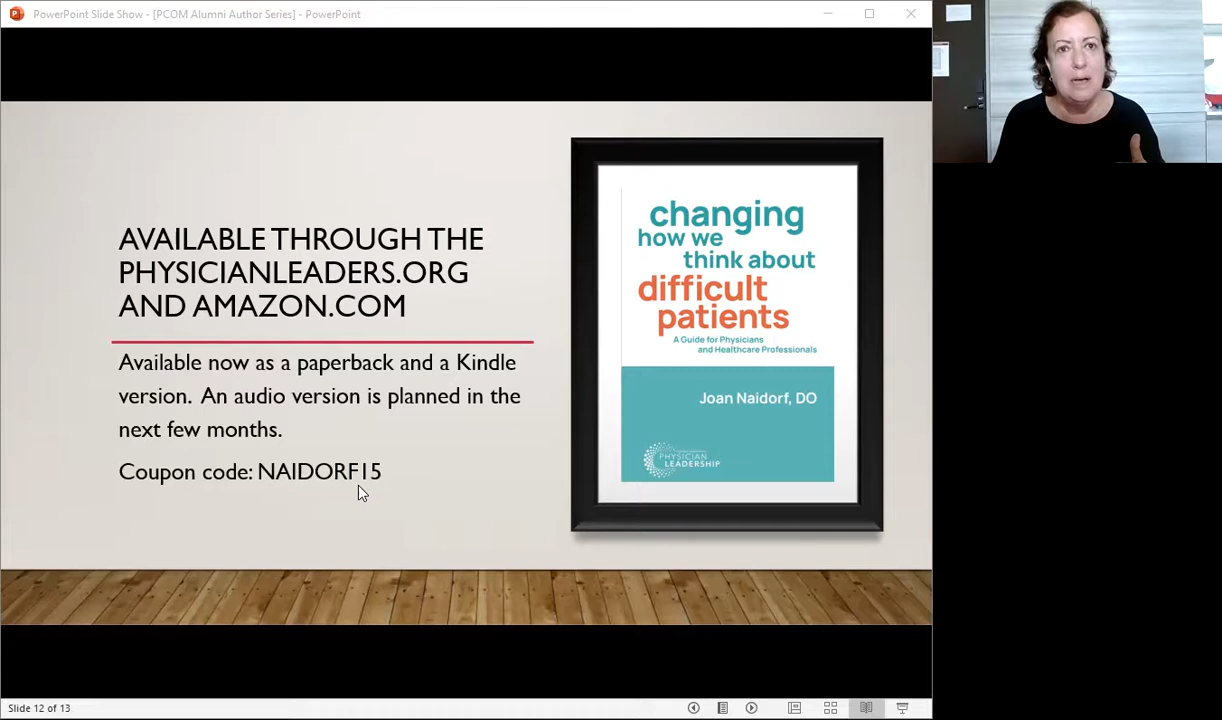 PowerPoint Slide Show - [PCOM Alumni Author Series] - PowerPoint
AVAILABLE THROUGH THE
PHYSICIANLEADERS.ORG
AND AMAZON.COM
Available now as a paperback and a Kindle
version. An audio version is planned in the
next few months.
Coupon code: NAIDORF15
changing
how we
think about
difficult
patients
A Guide for Physicians
and Healthcare Professionals
Joan Naidorf, DO
PHYSICIAN
LEADERSHIP
Slide 12 of 13